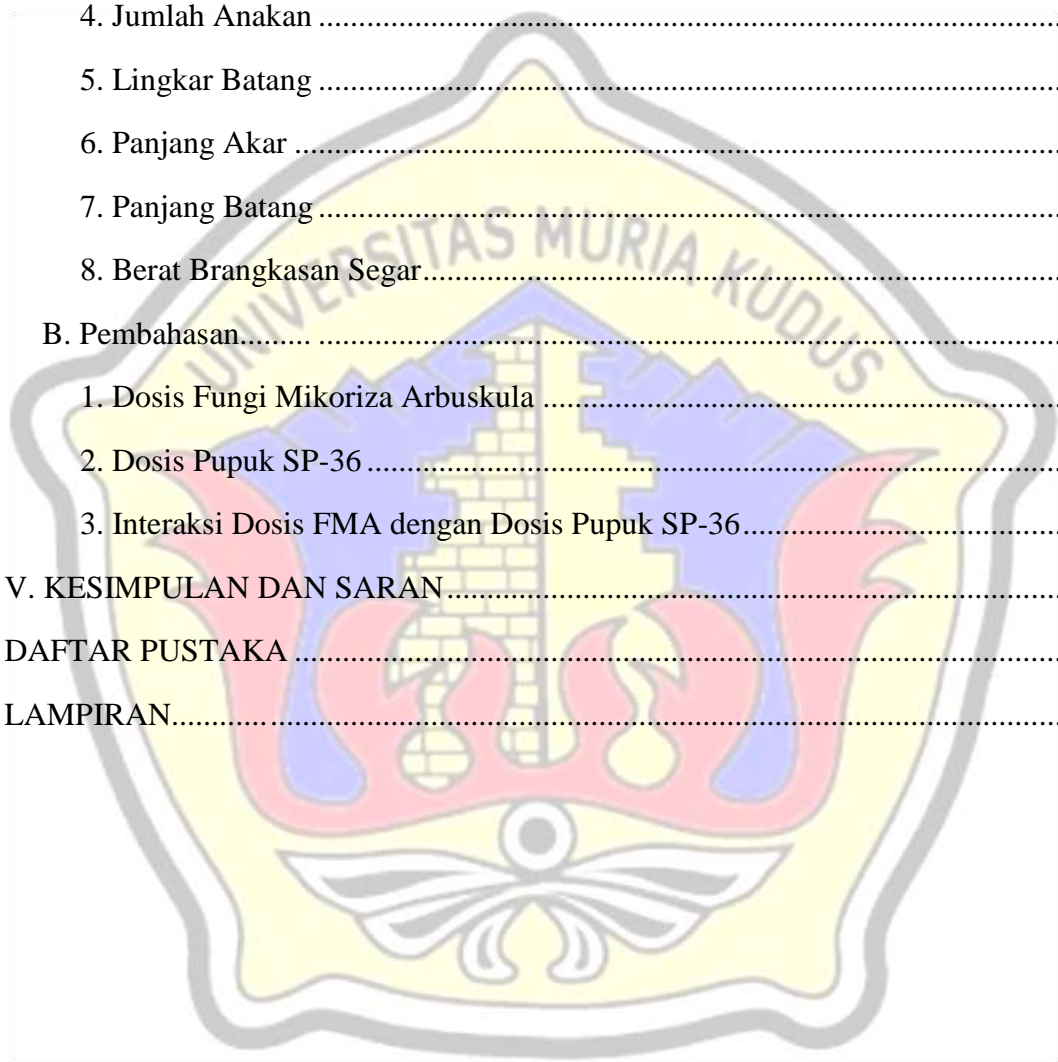 4. Jumlah Anakan ........................................................................................................................
5. Lingkar Batang ........................................................................................................................
6. Panjang Akar ........................................................................................................................
7. Panjang Batang ........................................................................................................................
8. Berat Brangkasan Segar........................................................................................................
UNIVERSITAS MURIA KUDUS
B. Pembahasan........... ........................................................................................................
1. Dosis Fungi Mikoriza Arbuskula ..................................................................................
2. Dosis Pupuk SP-36 ........................................................................................................
3. Interaksi Dosis FMA dengan Dosis Pupuk SP-36..................................................
V. KESIMPULAN DAN SARAN ..................................................................................
DAFTAR PUSTAKA ........................................................................................................
LAMPIRAN............ ........................................................................................................